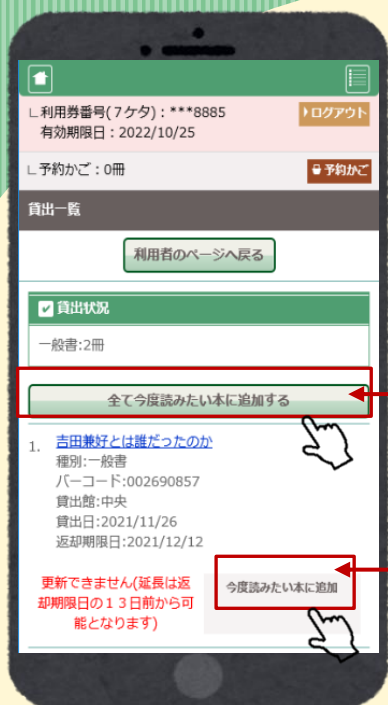 ∟利用券番号(7ケタ)：***8885
ログアウト
有効期限日：2022/10/25
∟予約かご：0冊
予約かご
貸出一覧
利用者のページへ戻る
貸出状況
一般書:2冊
全て今度読みたい本に追加する
1. 吉田兼好とは誰だったのか
種別:一般書
バーコード:002690857
貸出館:中央
貸出日:2021/11/26
返却期限日:2021/12/12
更新できません(延長は返
却期限日の１３日前から可
能となります)
今度読みたい本に追加